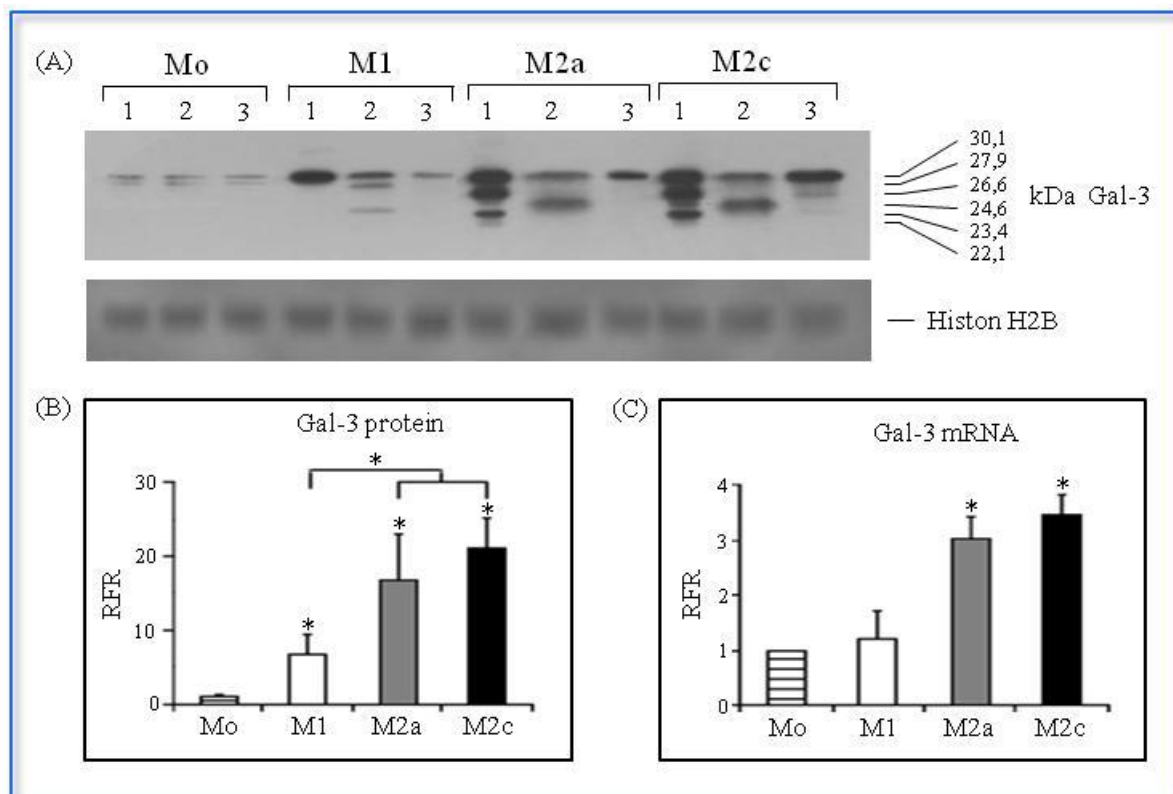 (A)
Mo M1 M2a M2c
1 2 3 1 2 3 1 2 3 1 2 3
30,1
27,9
26,6
24,6
23,4
22,1
kDa Gal-3
Histon H2B
(B)
Gal-3 protein
*
30
20
10
0
RFR
* * *
Mo M1 M2a M2c
(C)
Gal-3 mRNA
4
3
2
1
0
RFR
* *
Mo M1 M2a M2c